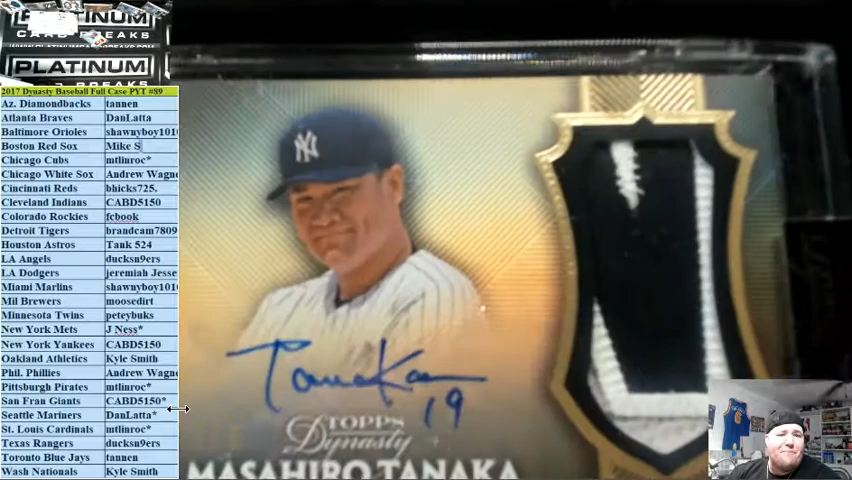 PLATINUM
CARD BREAKS
PLATINUM
2017 Dynasty Baseball Full Case PYT #89
Az. Diamondbacks tannen
Atlanta Braves DanLatta
Baltimore Orioles shawnyboy1010
Boston Red Sox Mike S
Chicago Cubs mtlinroc*
Chicago White Sox Andrew Wagne
Cincinnati Reds bhicks725.
Cleveland Indians CABD5150
Colorado Rockies fcbook
Detroit Tigers brandcam7809
Houston Astros Tank 524
LA Angels ducksn9ers
LA Dodgers jeremiah Jesse
Miami Marlins shawnyboy1010
Mil Brewers moosedirt
Minnesota Twins peteybuks
New York Mets J Ness*
New York Yankees CABD5150
Oakland Athletics Kyle Smith
Phil. Phillies Andrew Wagne
Pittsburgh Pirates mtlinroc*
San Fran Giants CABD5150*
Seattle Mariners DanLatta*
St. Louis Cardinals mtlinroc*
Texas Rangers ducksn9ers
Toronto Blue Jays tannen
Wash Nationals Kyle Smith
NY
Tanaka
19
TOPPS
Dynasty
MASAHIRO TANAKA